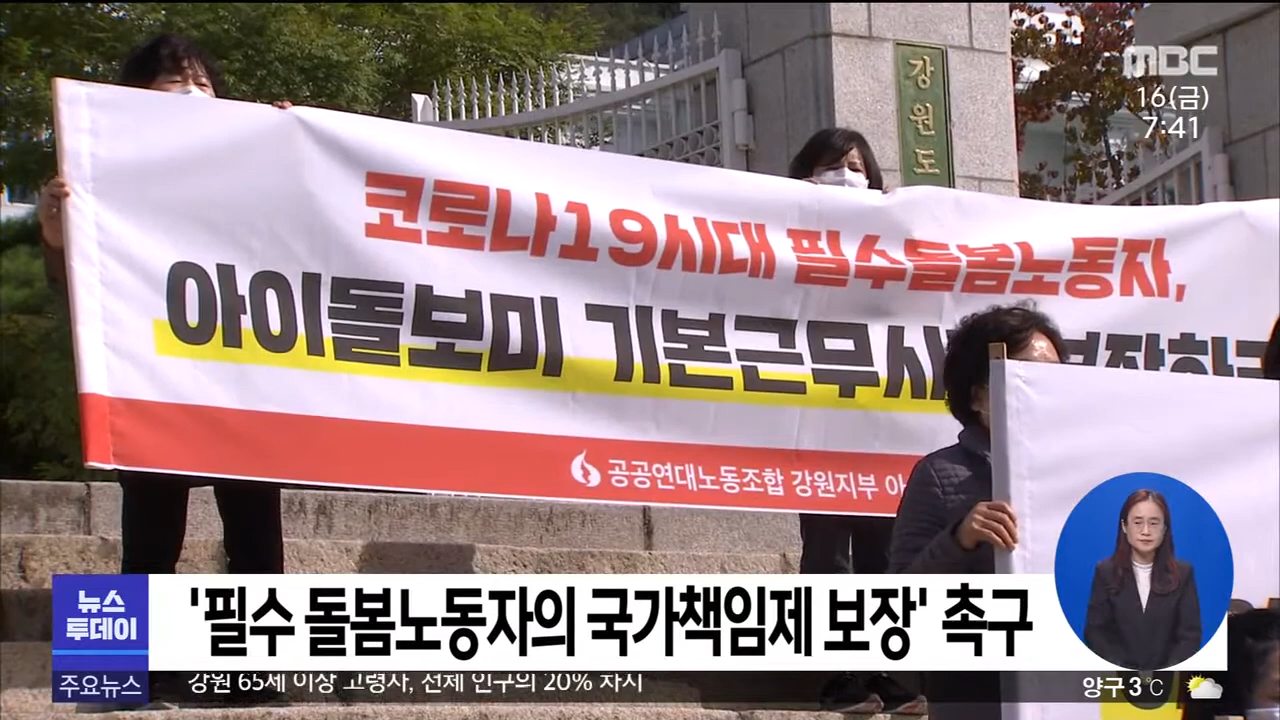 MBC
16(금)
7:41
강원도
코로나19시대 필수돌봄노동자,
아이돌보미 기본근무시
공공연대노동조합 강원지부 아
뉴스
투데이
'필수 돌봄노동자의 국가책임제 보장' 촉구
주요뉴스
강원 65세 이상 고령자, 전체 인구의 20% 차지
양구 3℃